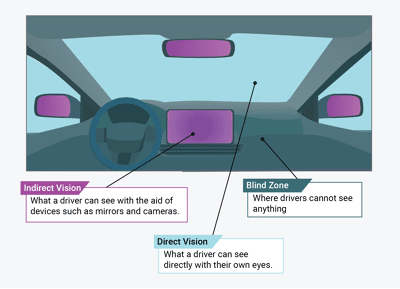 Indirect Vision
What a driver can see with the aid of
devices such as mirrors and cameras.
Blind Zone
Where drivers cannot see
anything
Direct Vision
What a driver can see
directly with their own eyes.